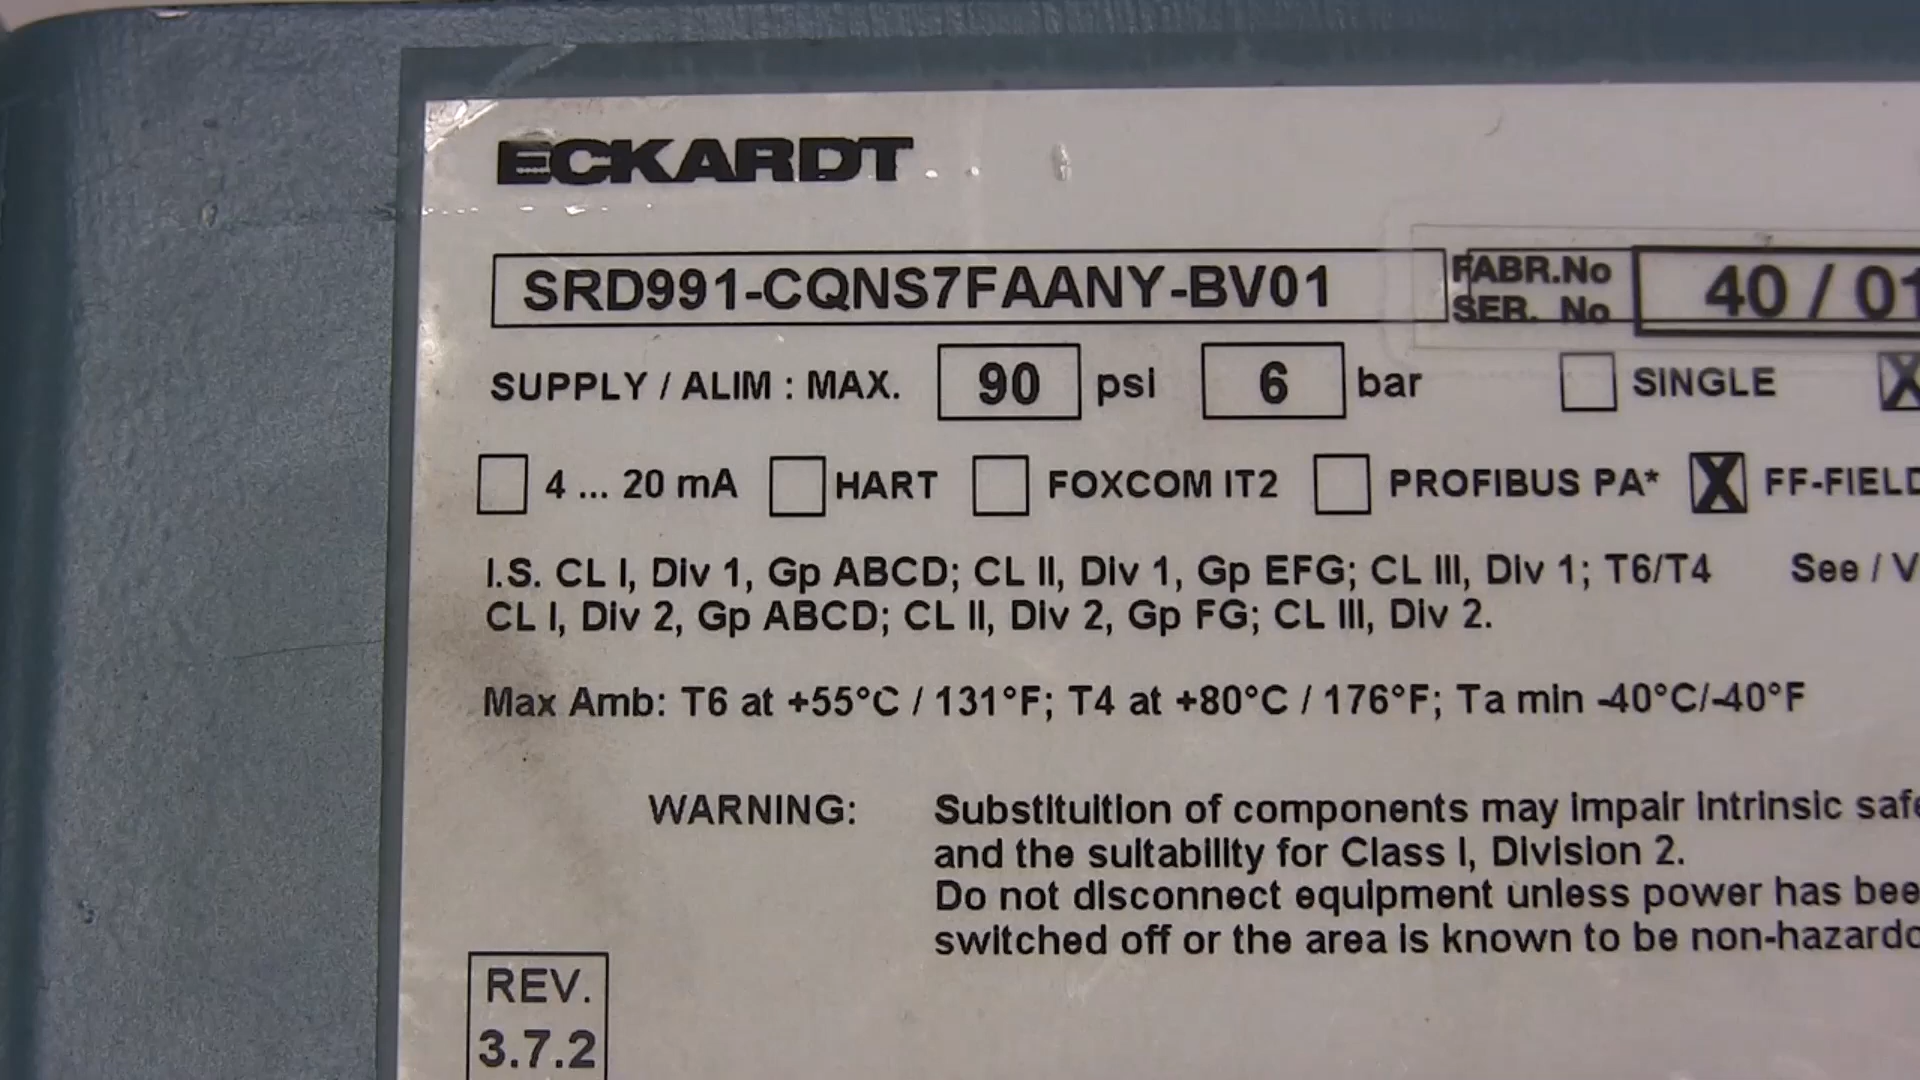 ECKARDT
SRD991-CQNS7FAANY-BV01
FABR.No
SER. No
40 / 01
SUPPLY / ALIM : MAX. 90 psi 6 bar SINGLE X
4 ... 20 mA HART FOXCOM IT2 PROFIBUS PA* X FF-FIELD
I.S. CL I, Div 1, Gp ABCD; CL II, Div 1, Gp EFG; CL III, Div 1; T6/T4 See / V
CL I, Div 2, Gp ABCD; CL II, Div 2, Gp FG; CL III, Div 2.
Max Amb: T6 at +55°C / 131°F; T4 at +80°C / 176°F; Ta min -40°C/-40°F
WARNING: Substituition of components may impair intrinsic safe
and the suitability for Class I, Division 2.
Do not disconnect equipment unless power has bee
switched off or the area is known to be non-hazardo
REV.
3.7.2